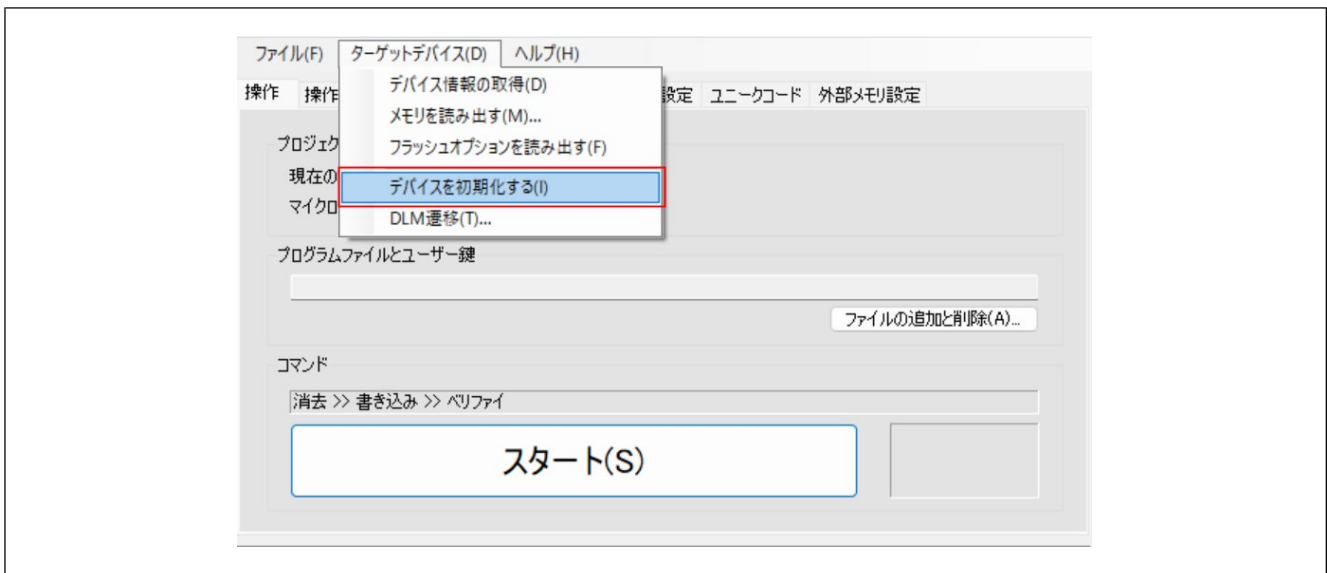 ファイル(F) ターゲットデバイス(D) ヘルプ(H)
デバイス情報の取得(D)
メモリを読み出す(M)...
フラッシュオプションを読み出す(F)
デバイスを初期化する(I)
DLM遷移(T)...
操作 操作 設定 ユニークコード 外部メモリ設定
プロジェク
現在の
マイクロ
プログラムファイルとユーザー鍵
ファイルの追加と削除(A)...
コマンド
消去 >> 書き込み >> ベリファイ
スタート(S)